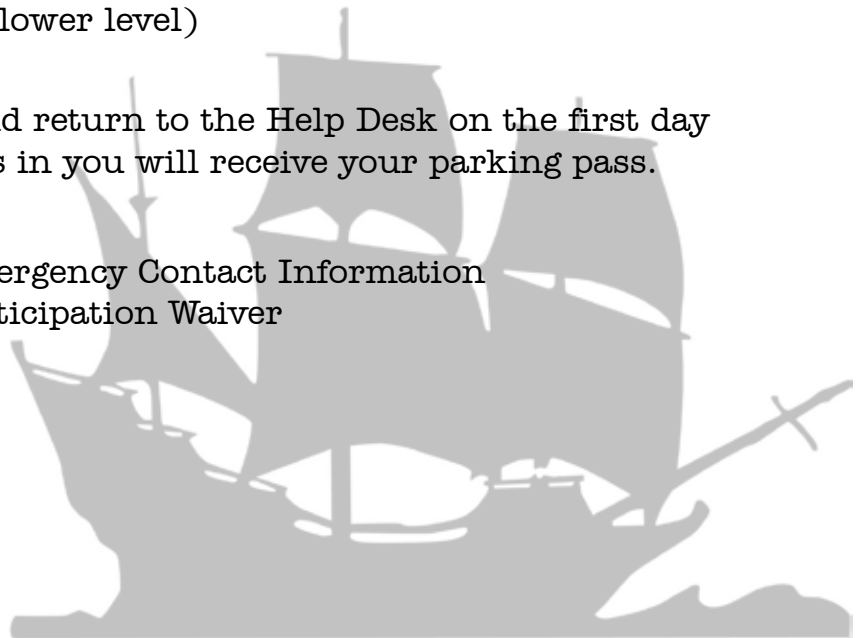 lower level)
d return to the Help Desk on the first day
s in you will receive your parking pass.
ergency Contact Information
ticipation Waiver